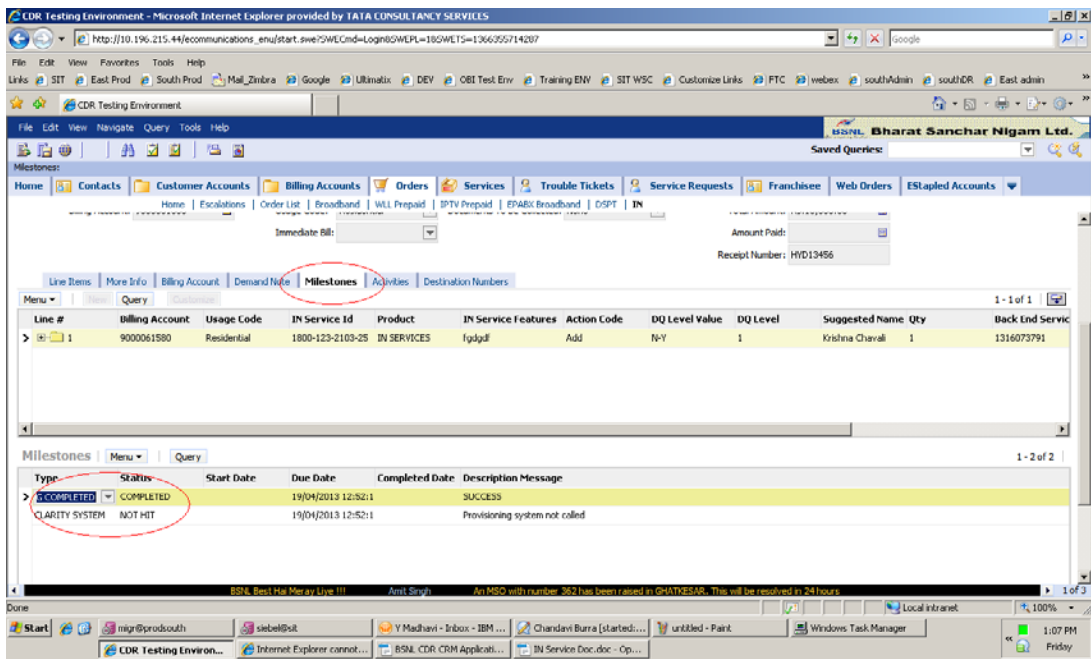 CDR Testing Environment - Microsoft Internet Explorer provided by TATA CONSULTANCY SERVICES
http://10.196.215.44/ecommunications_enu/start.swe?SWECmd=Login&SWEPL=1&SWETS=1366355714287
Google
File Edit View Favorites Tools Help
Links SIT East Prod South Prod Mail_Zimbra Google Ultimatix DEV OBI Test Env Training ENV SIT WSC Customize Links FTC webex southAdmin southDR East admin
CDR Testing Environment
File Edit View Navigate Query Tools Help
BSNL Bharat Sanchar Nigam Ltd.
Saved Queries:
Milestones:
Home Contacts Customer Accounts Billing Accounts Orders Services Trouble Tickets Service Requests Franchisee Web Orders EStapled Accounts
Home | Escalations | Order List | Broadband | WLL Prepaid | IPTV Prepaid | EPABX Broadband | DSPT | IN
Immediate Bill: Amount Paid:
Receipt Number: HYD13456
Line Items More Info Billing Account Demand Note Milestones Activities Destination Numbers
Menu New Query Customize 1 - 1 of 1
Line # Billing Account Usage Code IN Service Id Product IN Service Features Action Code DQ Level Value DQ Level Suggested Name Qty Back End Servic
1 9000061580 Residential 1800-123-2103-25 IN SERVICES fgdgdf Add N-Y 1 Krishna Chavali 1 1316073791
Milestones Menu Query 1 - 2 of 2
Type Status Start Date Due Date Completed Date Description Message
G COMPLETED COMPLETED 19/04/2013 12:52:1 SUCCESS
CLARITY SYSTEM NOT HIT 19/04/2013 12:52:1 Provisioning system not called
BSNL Best Hai Meray Liye !!! Amit Singh An MSO with number 362 has been raised in GHATKESAR. This will be resolved in 24 hours
1 of 3
Done Local intranet 100%
Start migr@prodsouth siebel@sit Y Madhavi - Inbox - IBM ... Chandavi Burra [started:... untitled - Paint Windows Task Manager 1:07 PM
CDR Testing Environ... Internet Explorer cannot... BSNL CDR CRM Applicati... IN Service Doc.doc - Op... Friday